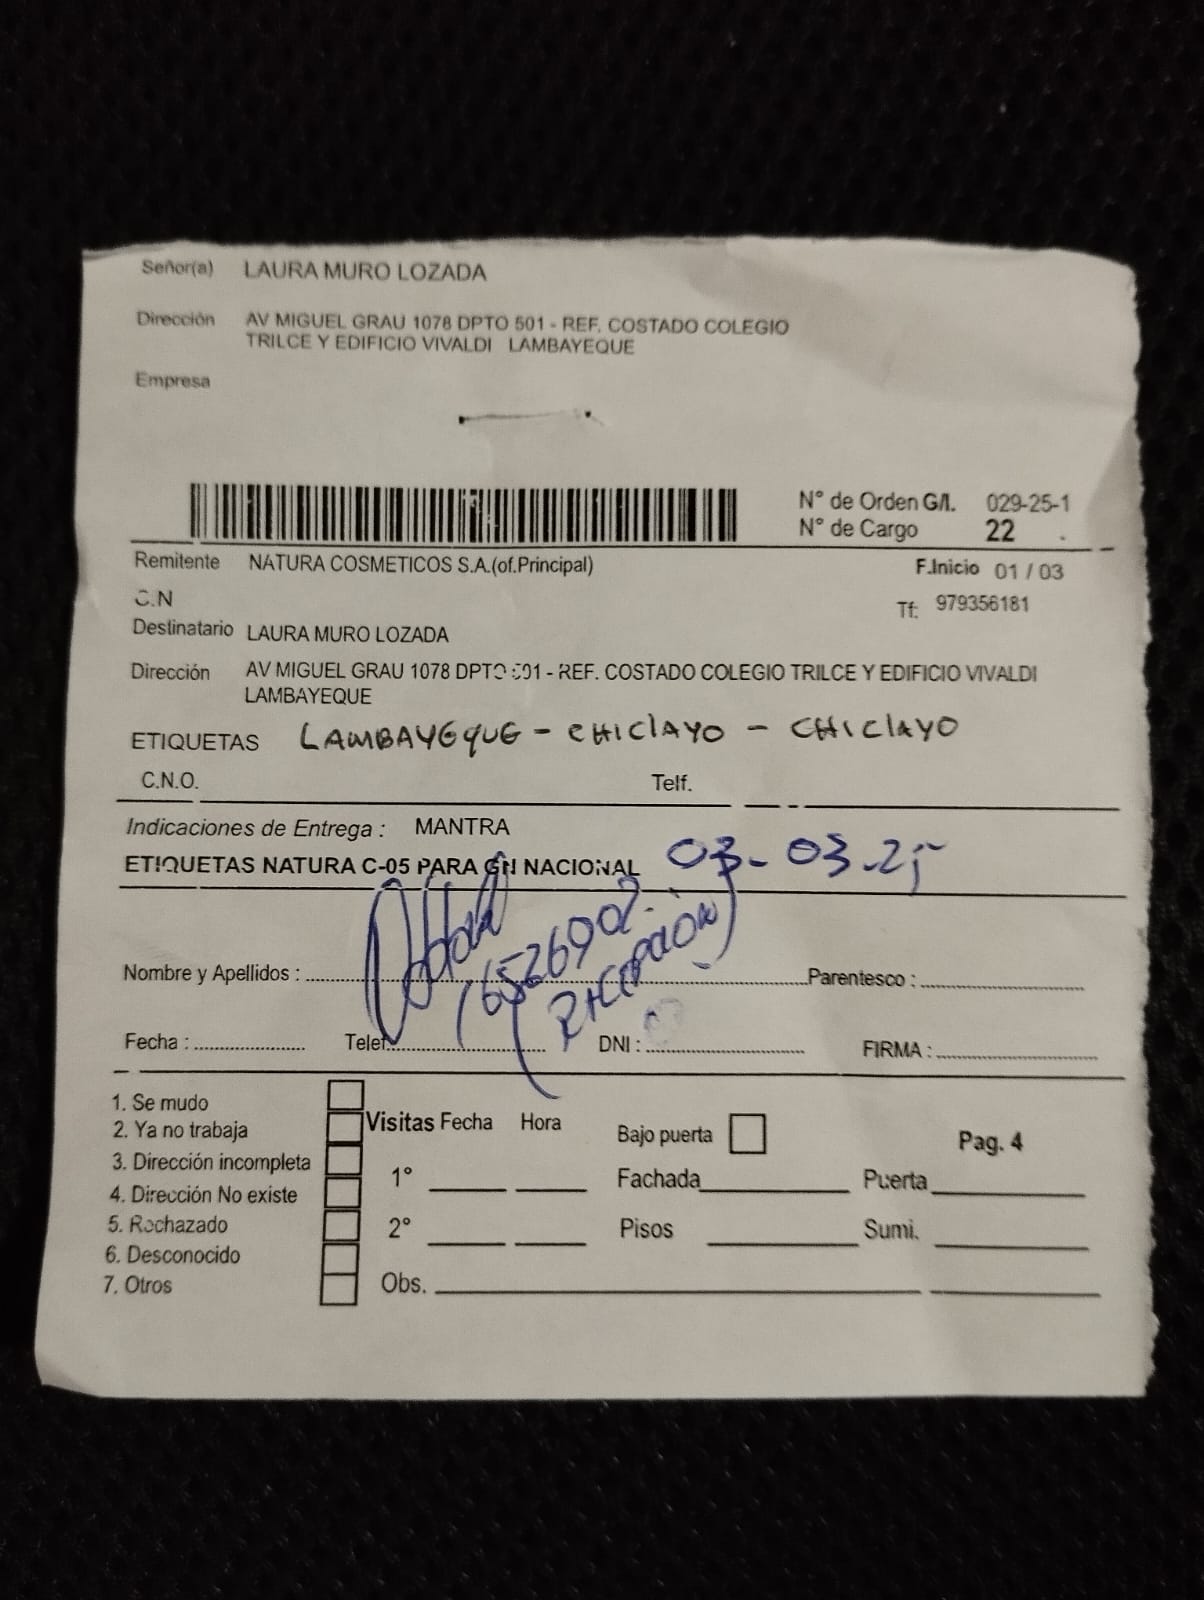 Señor(a) LAURA MURO LOZADA
Dirección AV MIGUEL GRAU 1078 DPTO 501 - REF. COSTADO COLEGIO
TRILCE Y EDIFICIO VIVALDI LAMBAYEQUE
Empresa
N° de Orden G/I. 029-25-1
N° de Cargo 22
Remitente NATURA COSMETICOS S.A.(of.Principal)
F.Inicio 01 / 03
C.N
Tf: 979356181
Destinatario LAURA MURO LOZADA
Dirección AV MIGUEL GRAU 1078 DPTO 501 - REF. COSTADO COLEGIO TRILCE Y EDIFICIO VIVALDI
LAMBAYEQUE
ETIQUETAS LAMBAYEQUE - CHICLAYO - CHICLAYO
C.N.O. Telf.
Indicaciones de Entrega : MANTRA
ETIQUETAS NATURA C-05 PARA GN NACIONAL 03-03-25
Recepción
Nombre y Apellidos : Parentesco :
Fecha : Telef. DNI : FIRMA :
1. Se mudo
2. Ya no trabaja
3. Dirección incompleta
4. Dirección No existe
5. Rechazado
6. Desconocido
7. Otros
Visitas Fecha Hora
1°
2°
Obs.
Bajo puerta
Pag. 4
Fachada Puerta
Pisos Sumi.